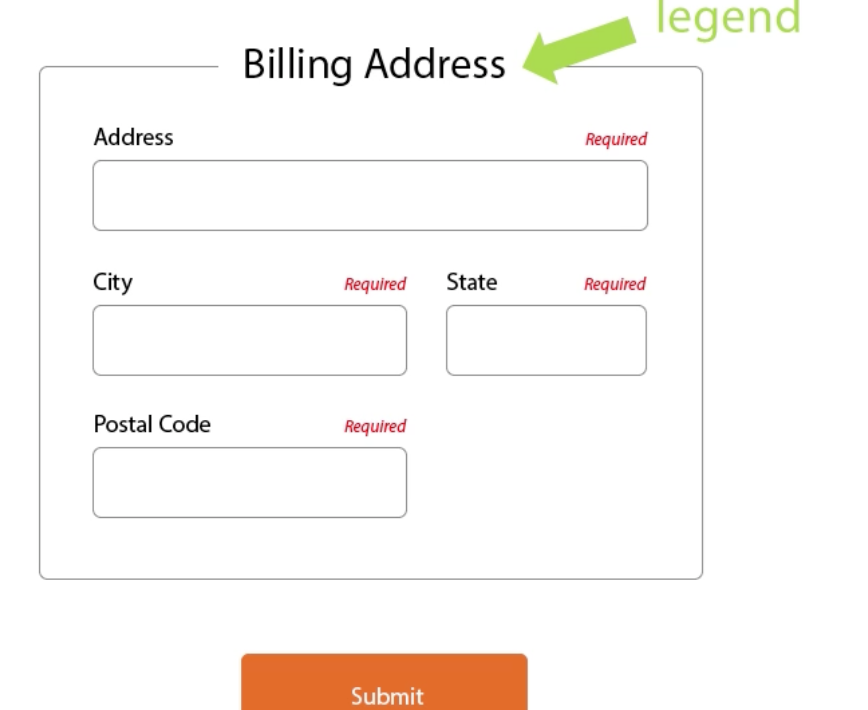 legend
Billing Address
Address Required
City Required State Required
Postal Code Required
Submit